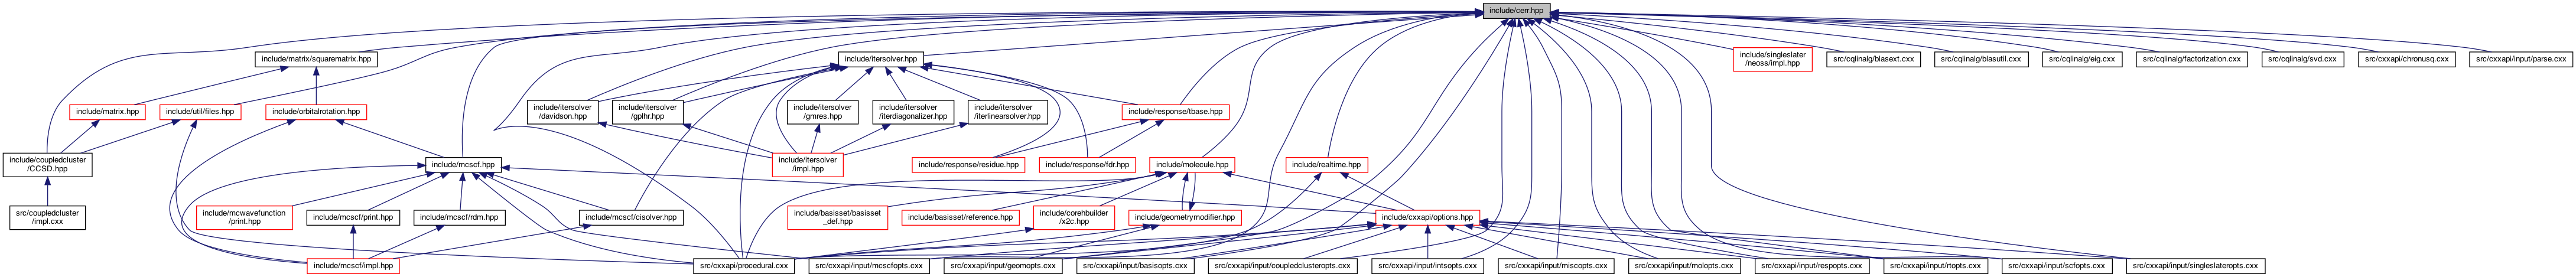 include/cerr.hpp
include/matrix/squarematrix.hpp
include/itersolver.hpp
include/singleslater
/neoss/impl.hpp
src/cqlinalg/blasext.cxx
src/cqlinalg/blasutil.cxx
src/cqlinalg/eig.cxx
src/cqlinalg/factorization.cxx
src/cqlinalg/svd.cxx
src/cxxapi/chronusq.cxx
src/cxxapi/input/parse.cxx
include/matrix.hpp
include/util/files.hpp
include/orbitalrotation.hpp
include/itersolver
/davidson.hpp
include/itersolver
/gplhr.hpp
include/itersolver
/gmres.hpp
include/itersolver
/iterdiagonalizer.hpp
include/itersolver
/iterlinearsolver.hpp
include/response/tbase.hpp
include/coupledcluster
/CCSD.hpp
include/mcscf.hpp
include/itersolver
/impl.hpp
include/response/residue.hpp
include/response/fdr.hpp
include/molecule.hpp
include/realtime.hpp
src/coupledcluster
/impl.cxx
include/mcwavefunction
/print.hpp
include/mcscf/print.hpp
include/mcscf/rdm.hpp
include/mcscf/cisolver.hpp
include/basisset/basisset
_def.hpp
include/basisset/reference.hpp
include/corehbuilder
/x2c.hpp
include/geometrymodifier.hpp
include/cxxapi/options.hpp
include/mcscf/impl.hpp
src/cxxapi/procedural.cxx
src/cxxapi/input/mcscfopts.cxx
src/cxxapi/input/geomopts.cxx
src/cxxapi/input/basisopts.cxx
src/cxxapi/input/coupledclusteropts.cxx
src/cxxapi/input/intsopts.cxx
src/cxxapi/input/miscopts.cxx
src/cxxapi/input/molopts.cxx
src/cxxapi/input/respopts.cxx
src/cxxapi/input/rtopts.cxx
src/cxxapi/input/scfopts.cxx
src/cxxapi/input/singleslateropts.cxx